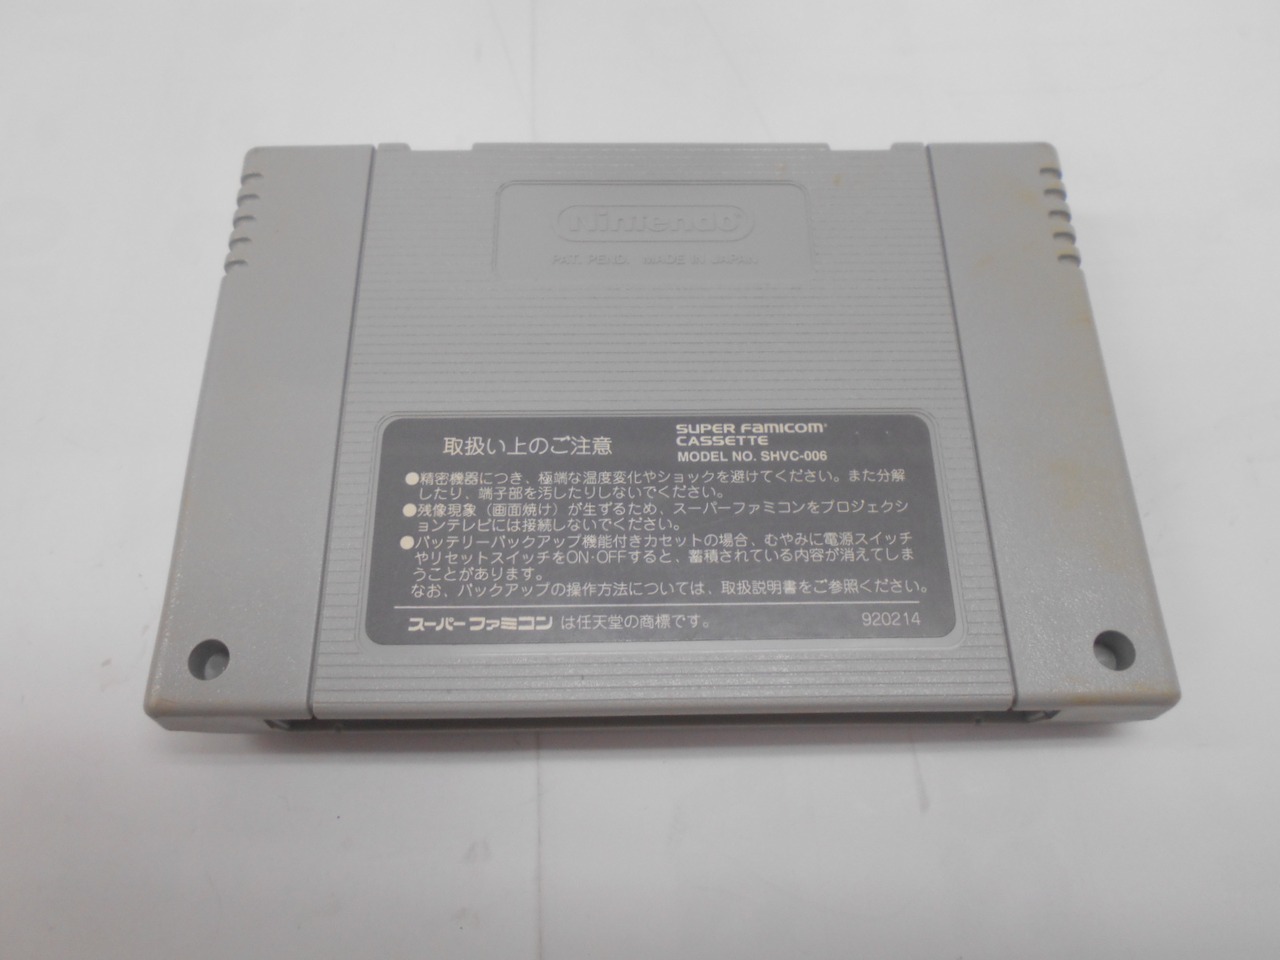 Nintendo
PAT. PEND. MADE IN JAPAN
取扱い上のご注意
SUPER FAMICOM
CASSETTE
MODEL NO. SHVC-006
●精密機器につき、極端な温度変化やショックを避けてください。また分解
したり、端子部を汚したりしないでください。
●残像現象（画面焼け）が生ずるため、スーパーファミコンをプロジェクシ
ョンテレビには接続しないでください。
●バッテリーバックアップ機能付きカセットの場合、むやみに電源スイッチ
やリセットスイッチをON·OFFすると、蓄積されている内容が消えてしま
うことがあります。
なお、バックアップの操作方法については、取扱説明書をご参照ください。
スーパーファミコン は任天堂の商標です。
920214